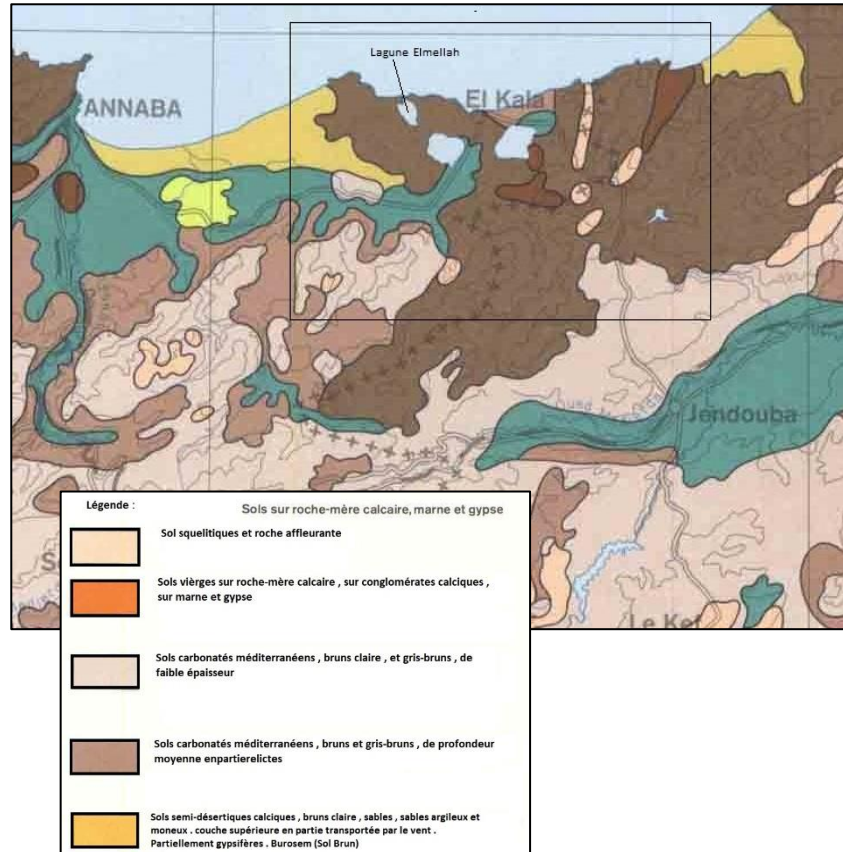 Lagune Elmellah
ANNABA
El Kala
Jendouba
Le Kef
Légende :
Sols sur roche-mère calcaire, marne et gypse
Sol squelitiques et roche affleurante
Sols vièrges sur roche-mère calcaire , sur conglomérates calciques ,
sur marne et gypse
Sols carbonatés méditerranéens , bruns claire , et gris-bruns , de
faible épaisseur
Sols carbonatés méditerranéens , bruns et gris-bruns , de profondeur
moyenne enpartierelictes
Sols semi-désertiques calciques , bruns claire , sables , sables argileux et
moneux . couche supérieure en partie transportée par le vent .
Partiellement gypsifères . Burosem (Sol Brun)